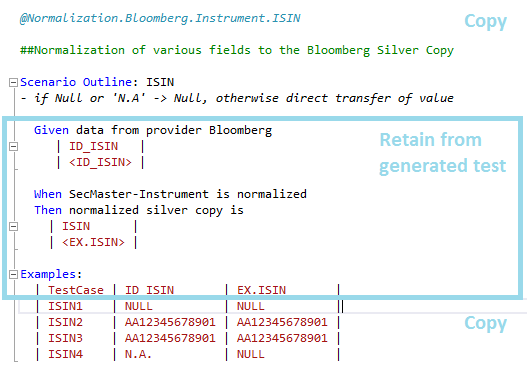 @Normalization.Bloomberg.Instrument.ISIN
Copy
##Normalization of various fields to the Bloomberg Silver Copy
Scenario Outline: ISIN
- if Null or 'N.A' -> Null, otherwise direct transfer of value
Given data from provider Bloomberg
Retain from
generated test
| ID_ISIN |
| <ID_ISIN> |
When SecMaster-Instrument is normalized
Then normalized silver copy is
| ISIN |
| <EX.ISIN> |
Examples:
| TestCase | ID_ISIN | EX.ISIN |
| ISIN1 | NULL | NULL |
| ISIN2 | AA12345678901 | AA12345678901 |
Copy
| ISIN3 | AA12345678901 | AA12345678901 |
| ISIN4 | N.A. | NULL |